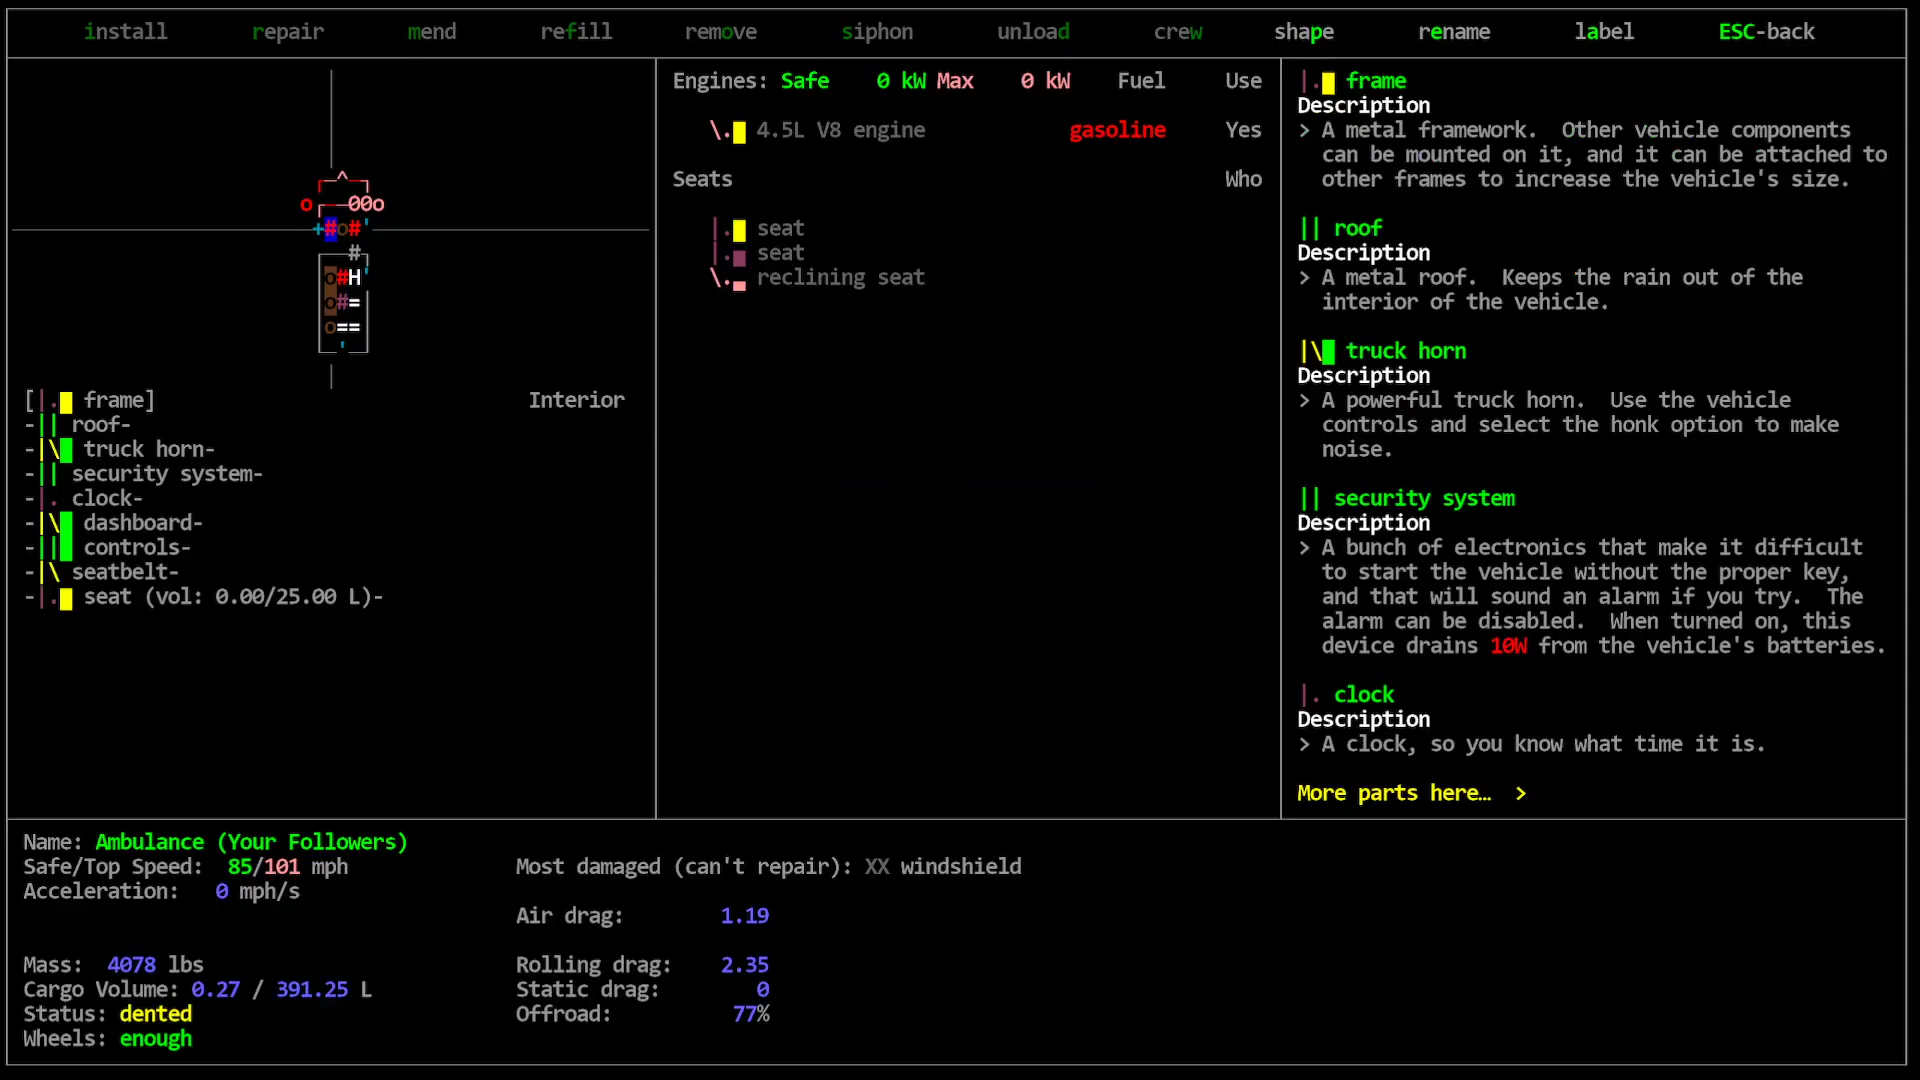 install repair mend refill remove siphon unload crew shape rename label ESC-back
Engines: Safe 0 kW Max 0 kW Fuel Use
\. 4.5L V8 engine gasoline Yes
Seats Who
|. seat
|. seat
\. reclining seat
^
o 00o
+#o#'
#
o#H'
o#=
o==
'
[|. frame] Interior
-|| roof-
-|\ truck horn-
-|| security system-
-|. clock-
-|\ dashboard-
-|| controls-
-|\ seatbelt-
-|. seat (vol: 0.00/25.00 L)-
|. frame
Description
> A metal framework.  Other vehicle components
can be mounted on it, and it can be attached to
other frames to increase the vehicle's size.
|| roof
Description
> A metal roof.  Keeps the rain out of the
interior of the vehicle.
|\ truck horn
Description
> A powerful truck horn.  Use the vehicle
controls and select the honk option to make
noise.
|| security system
Description
> A bunch of electronics that make it difficult
to start the vehicle without the proper key,
and that will sound an alarm if you try.  The
alarm can be disabled.  When turned on, this
device drains 10W from the vehicle's batteries.
|. clock
Description
> A clock, so you know what time it is.
More parts here…  >
Name: Ambulance (Your Followers)
Safe/Top Speed: 85/101 mph
Acceleration: 0 mph/s
Mass: 4078 lbs
Cargo Volume: 0.27 / 391.25 L
Status: dented
Wheels: enough
Most damaged (can't repair): XX windshield
Air drag: 1.19
Rolling drag: 2.35
Static drag: 0
Offroad: 77%